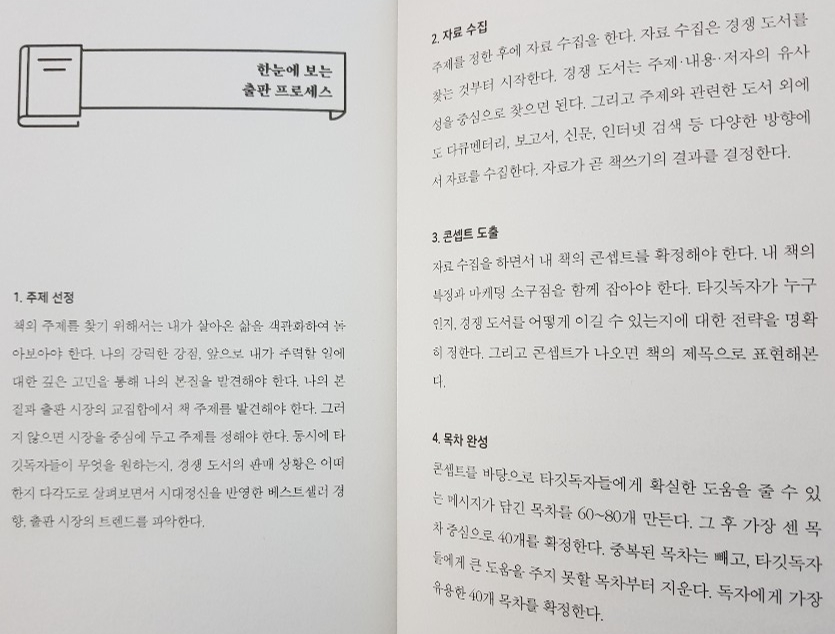 한눈에 보는
출판 프로세스
1. 주제 선정
책의 주제를 찾기 위해서는 내가 살아온 삶을 객관화하여 돌
아보아야 한다. 나의 강력한 강점, 앞으로 내가 주력할 일에
대한 깊은 고민을 통해 나의 본질을 발견해야 한다. 나의 본
질과 출판 시장의 교집합에서 책 주제를 발견해야 한다. 그러
지 않으면 시장을 중심에 두고 주제를 정해야 한다. 동시에 타
깃독자들이 무엇을 원하는지, 경쟁 도서의 판매 상황은 어떠
한지 다각도로 살펴보면서 시대정신을 반영한 베스트셀러 경
향, 출판 시장의 트렌드를 파악한다.
2. 자료 수집
주제를 정한 후에 자료 수집을 한다. 자료 수집은 경쟁 도서를
찾는 것부터 시작한다. 경쟁 도서는 주제·내용·저자의 유사
성을 중심으로 찾으면 된다. 그리고 주제와 관련한 도서 외에
도 다큐멘터리, 보고서, 신문, 인터넷 검색 등 다양한 방향에
서 자료를 수집한다. 자료가 곧 책쓰기의 결과를 결정한다.
3. 콘셉트 도출
자료 수집을 하면서 내 책의 콘셉트를 확정해야 한다. 내 책의
특징과 마케팅 소구점을 함께 잡아야 한다. 타깃독자가 누구
인지, 경쟁 도서를 어떻게 이길 수 있는지에 대한 전략을 명확
히 정한다. 그리고 콘셉트가 나오면 책의 제목으로 표현해본
다.
4. 목차 완성
콘셉트를 바탕으로 타깃독자들에게 확실한 도움을 줄 수 있
는 메시지가 담긴 목차를 60~80개 만든다. 그 후 가장 센 목
차 중심으로 40개를 확정한다. 중복된 목차는 빼고, 타깃독자
들에게 큰 도움을 주지 못할 목차부터 지운다. 독자에게 가장
유용한 40개 목차를 확정한다.